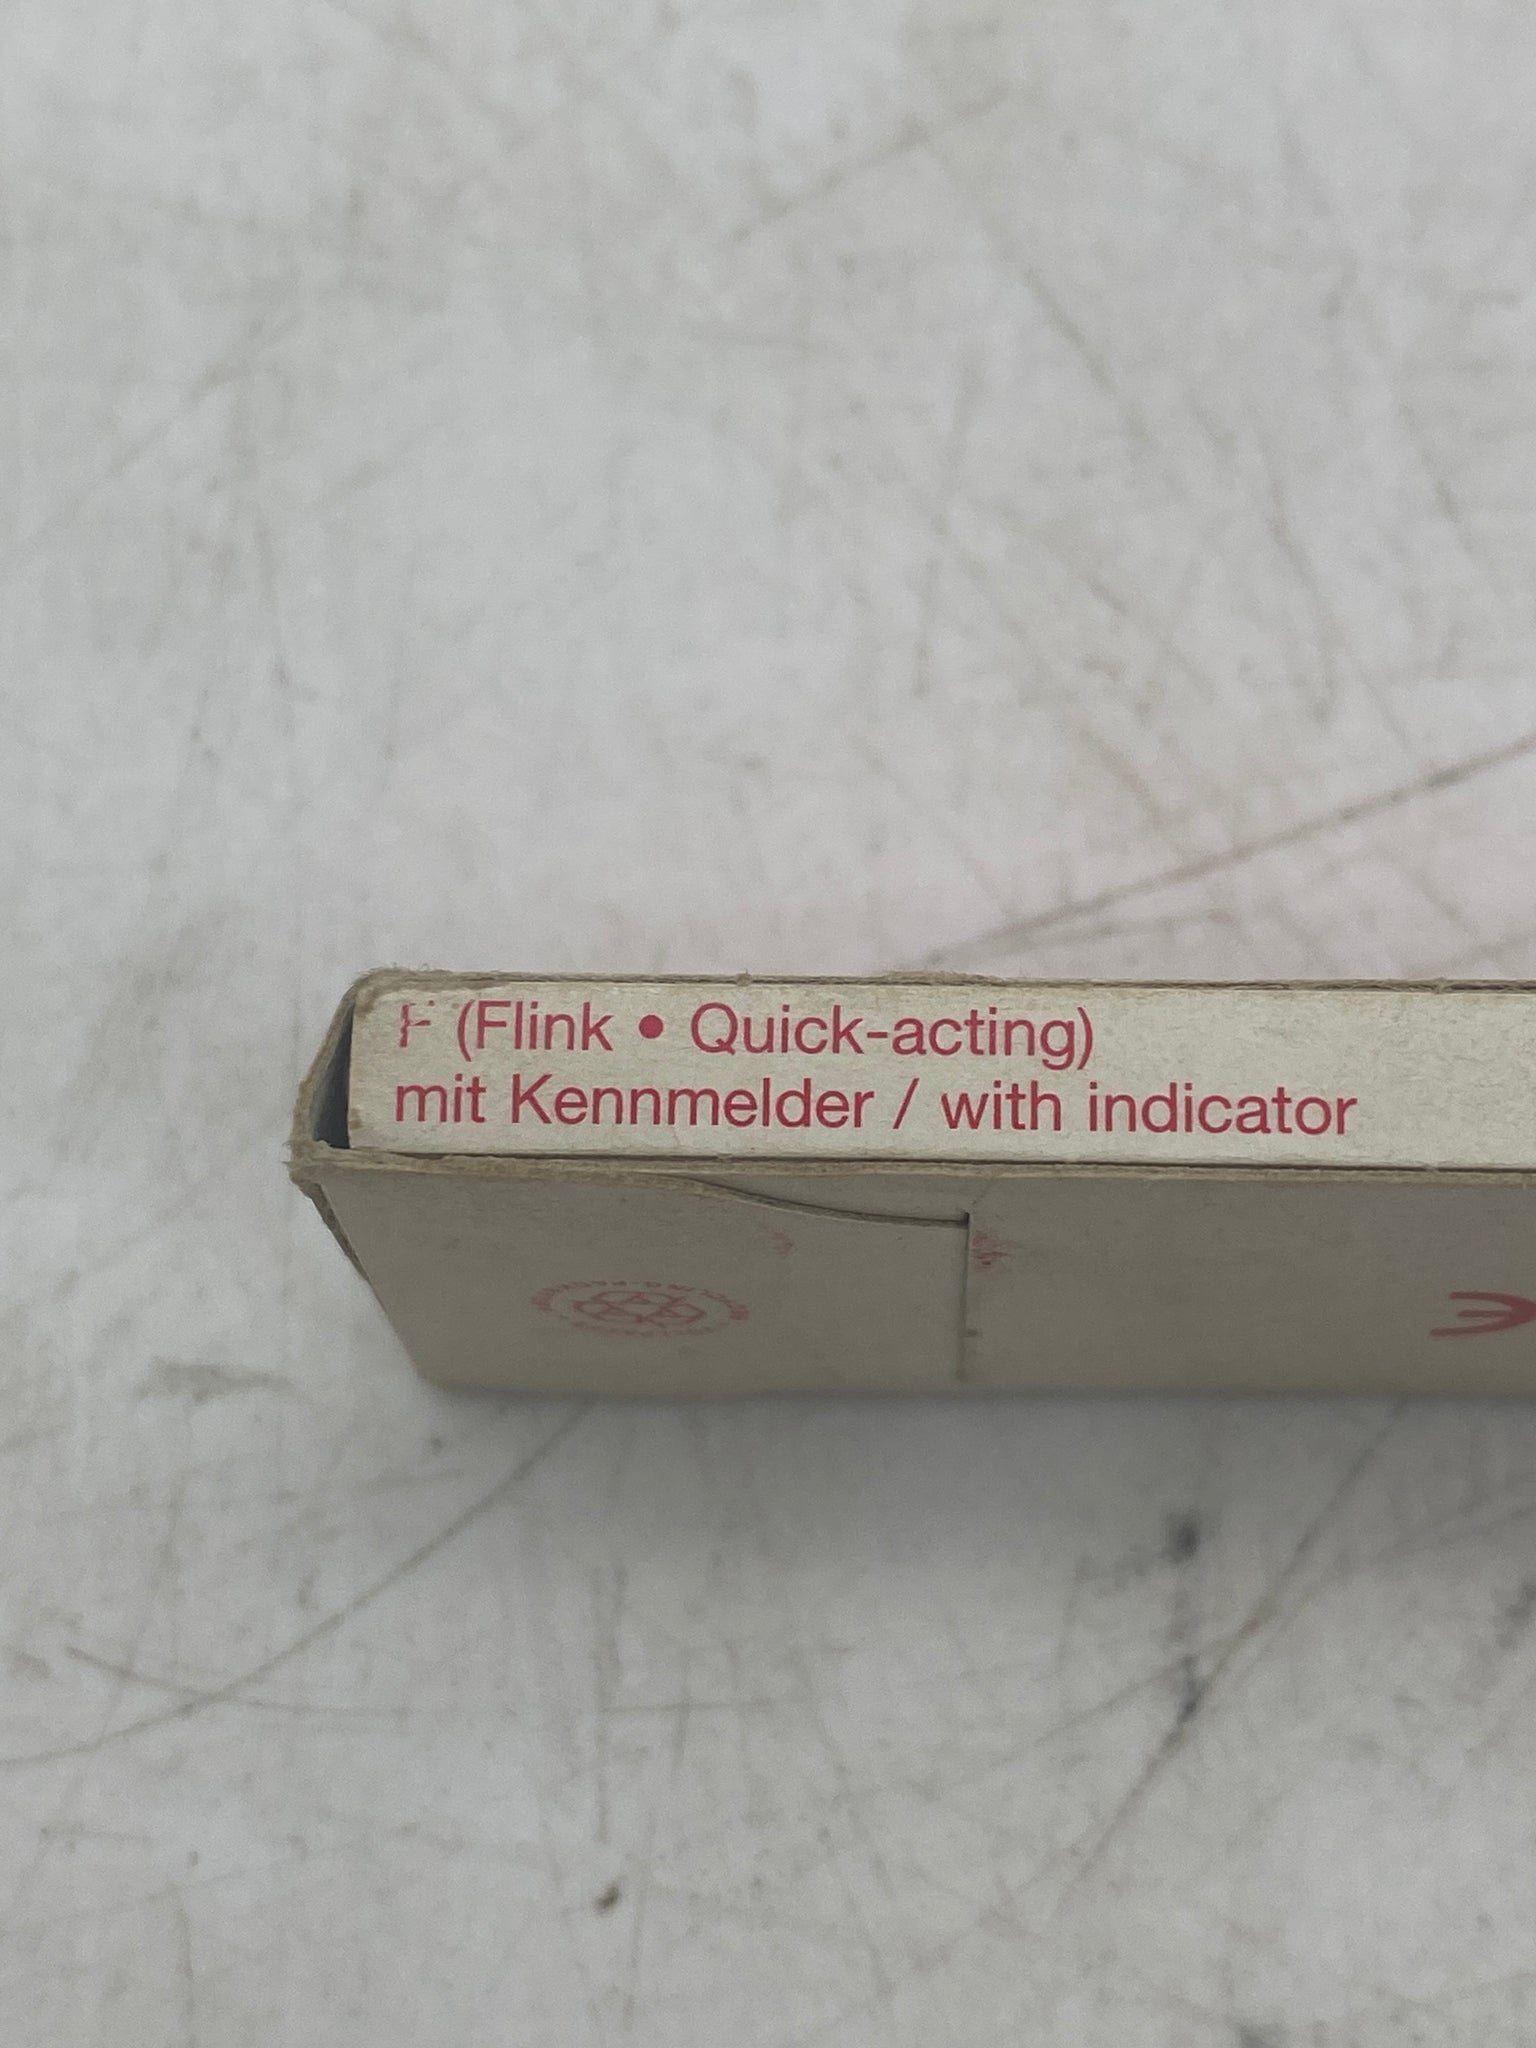 F (Flink • Quick-acting)
mit Kennmelder / with indicator